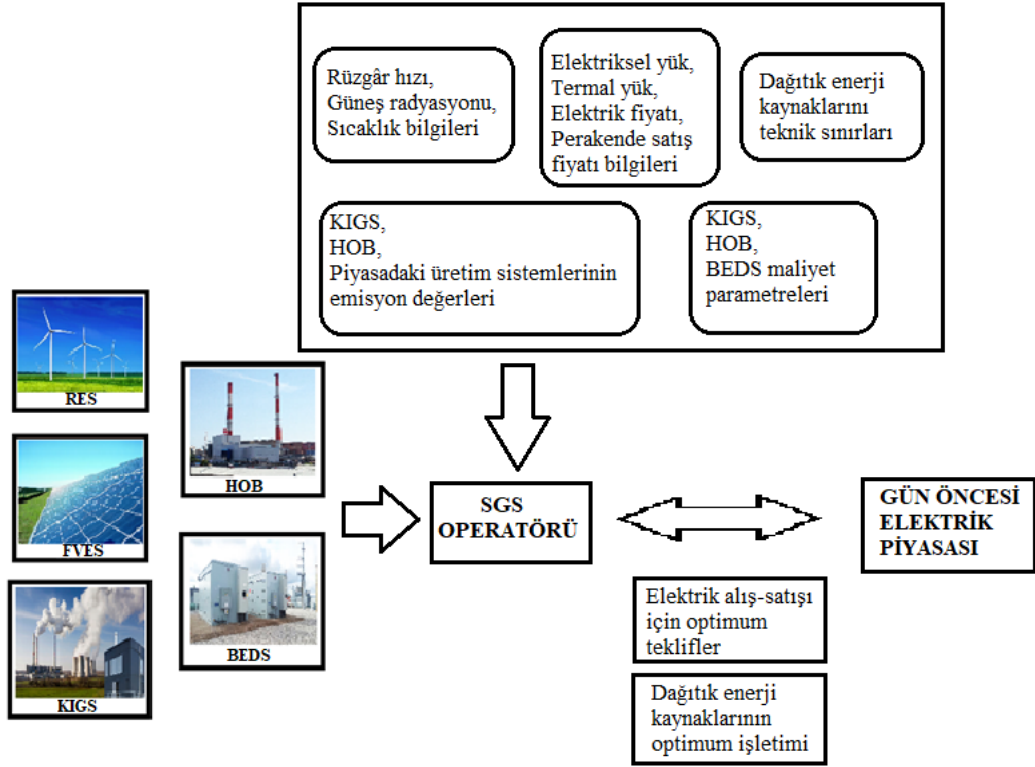 Rüzgâr hızı,
Güneş radyasyonu,
Sıcaklık bilgileri
Elektriksel yük,
Termal yük,
Elektrik fiyatı,
Perakende satış
fiyatı bilgileri
Dağıtık enerji
kaynaklarını
teknik sınırları
KIGS,
HOB,
Piyasadaki üretim sistemlerinin
emisyon değerleri
KIGS,
HOB,
BEDS maliyet
parametreleri
RES
HOB
FVES
BEDS
KIGS
SGS
OPERATÖRÜ
GÜN ÖNCESİ
ELEKTRİK
PİYASASI
Elektrik alış-satışı
için optimum
teklifler
Dağıtık enerji
kaynaklarının
optimum işletimi